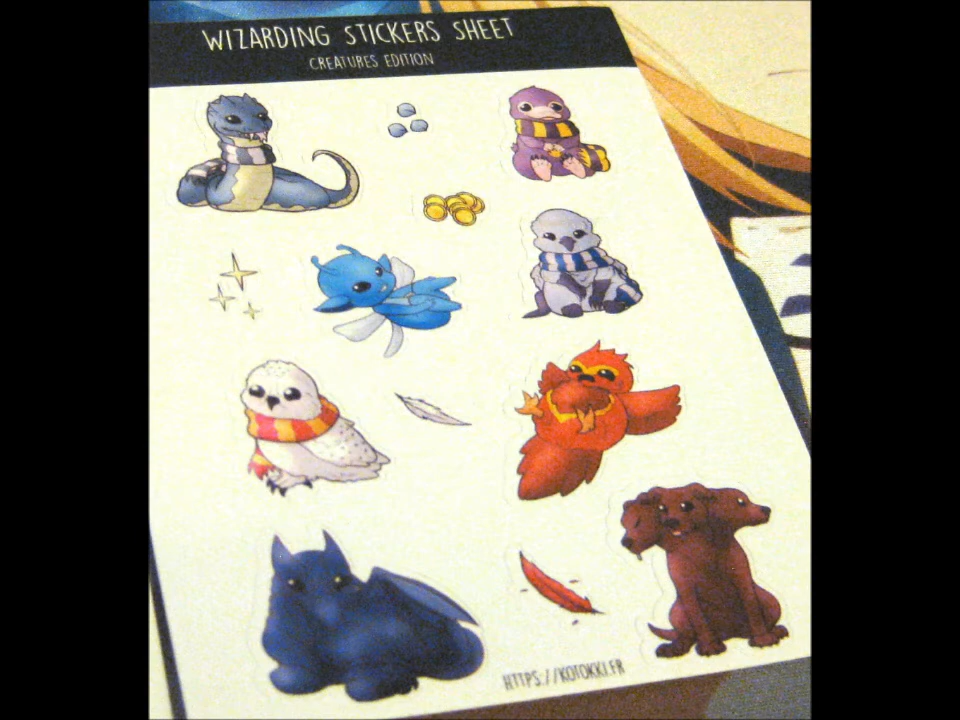 WIZARDING STICKERS SHEET
CREATURES EDITION
HTTPS://KOTOKKI.FR